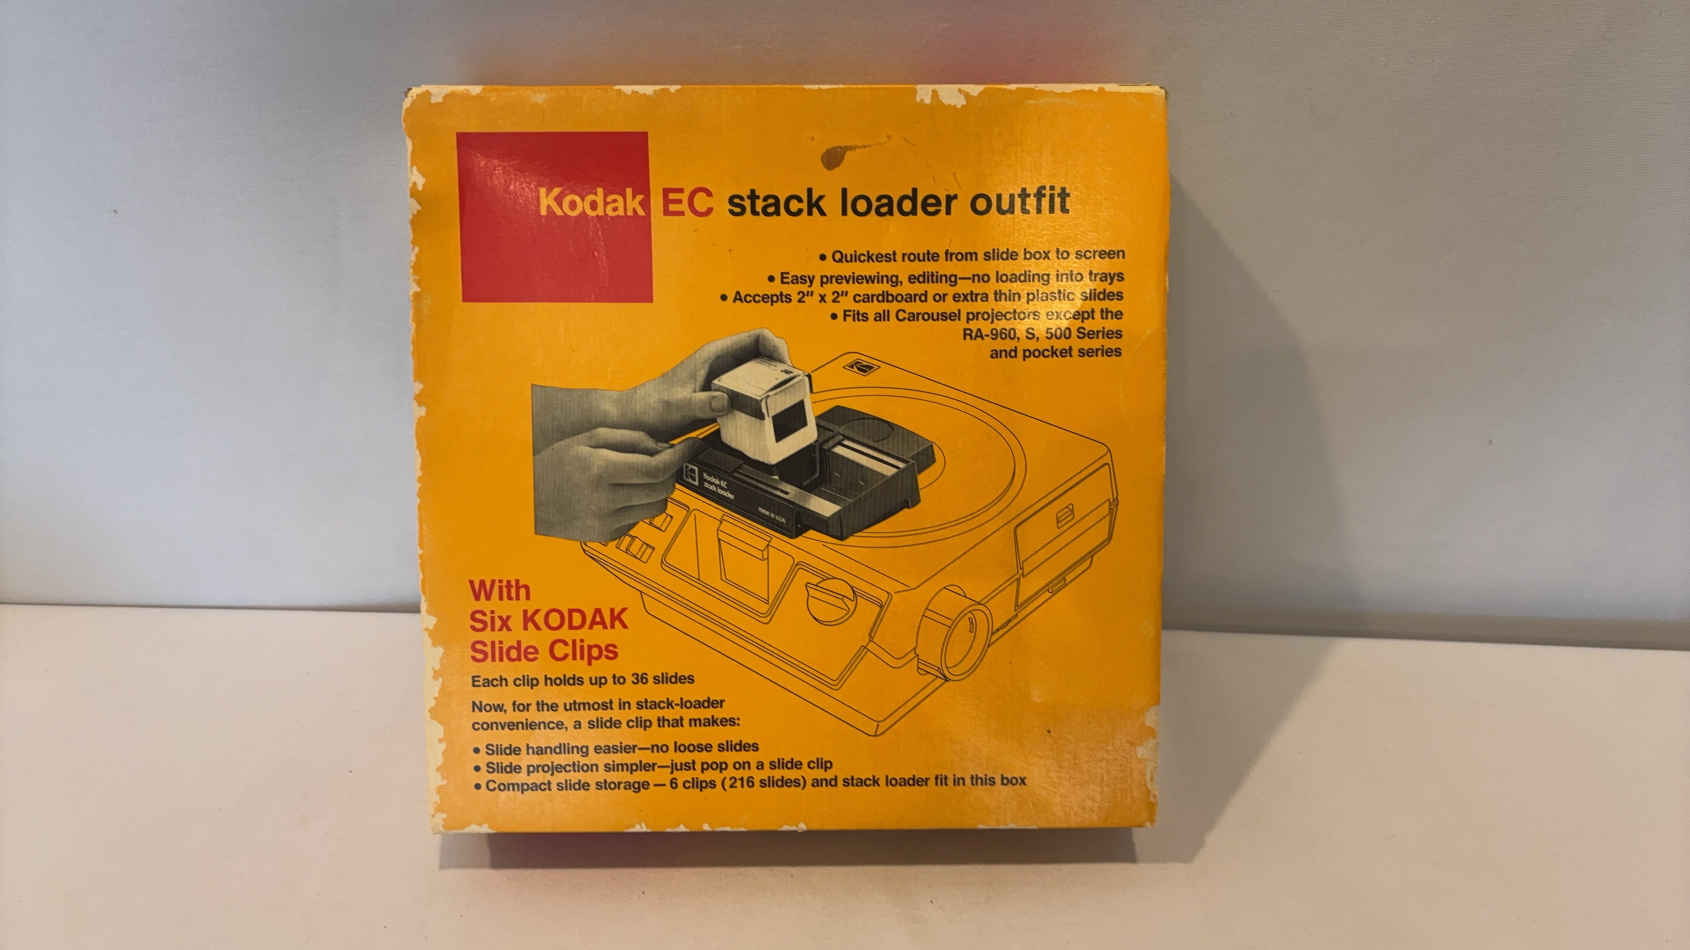 Kodak EC stack loader outfit
• Quickest route from slide box to screen
• Easy previewing, editing—no loading into trays
• Accepts 2" x 2" cardboard or extra thin plastic slides
• Fits all Carousel projectors except the
RA-960, S, 500 Series
and pocket series
Kodak EC
stack loader
With
Six KODAK
Slide Clips
Each clip holds up to 36 slides
Now, for the utmost in stack-loader
convenience, a slide clip that makes:
• Slide handling easier—no loose slides
• Slide projection simpler—just pop on a slide clip
• Compact slide storage — 6 clips (216 slides) and stack loader fit in this box